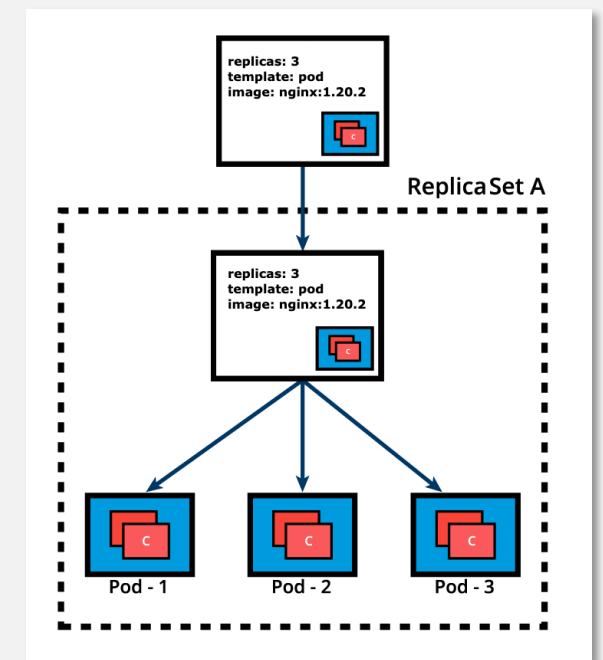 replicas: 3
template: pod
image: nginx:1.20.2
C
ReplicaSet A
replicas: 3
template: pod
image: nginx:1.20.2
C
C
C
C
Pod - 1
Pod - 2
Pod - 3